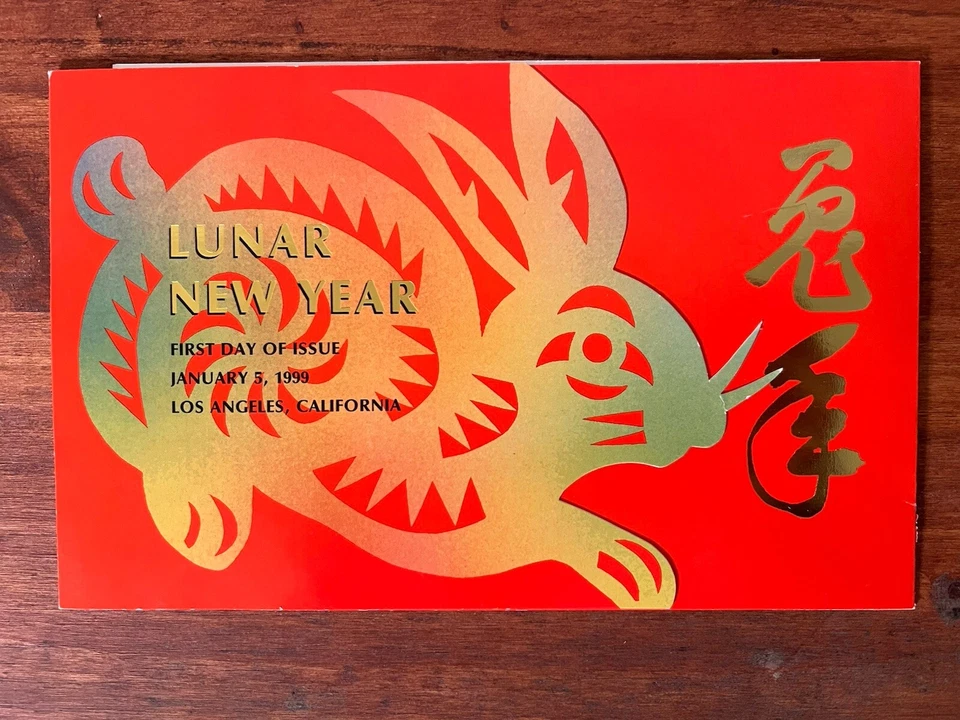 LUNAR
NEW YEAR
FIRST DAY OF ISSUE
JANUARY 5, 1999
LOS ANGELES, CALIFORNIA
兔
年